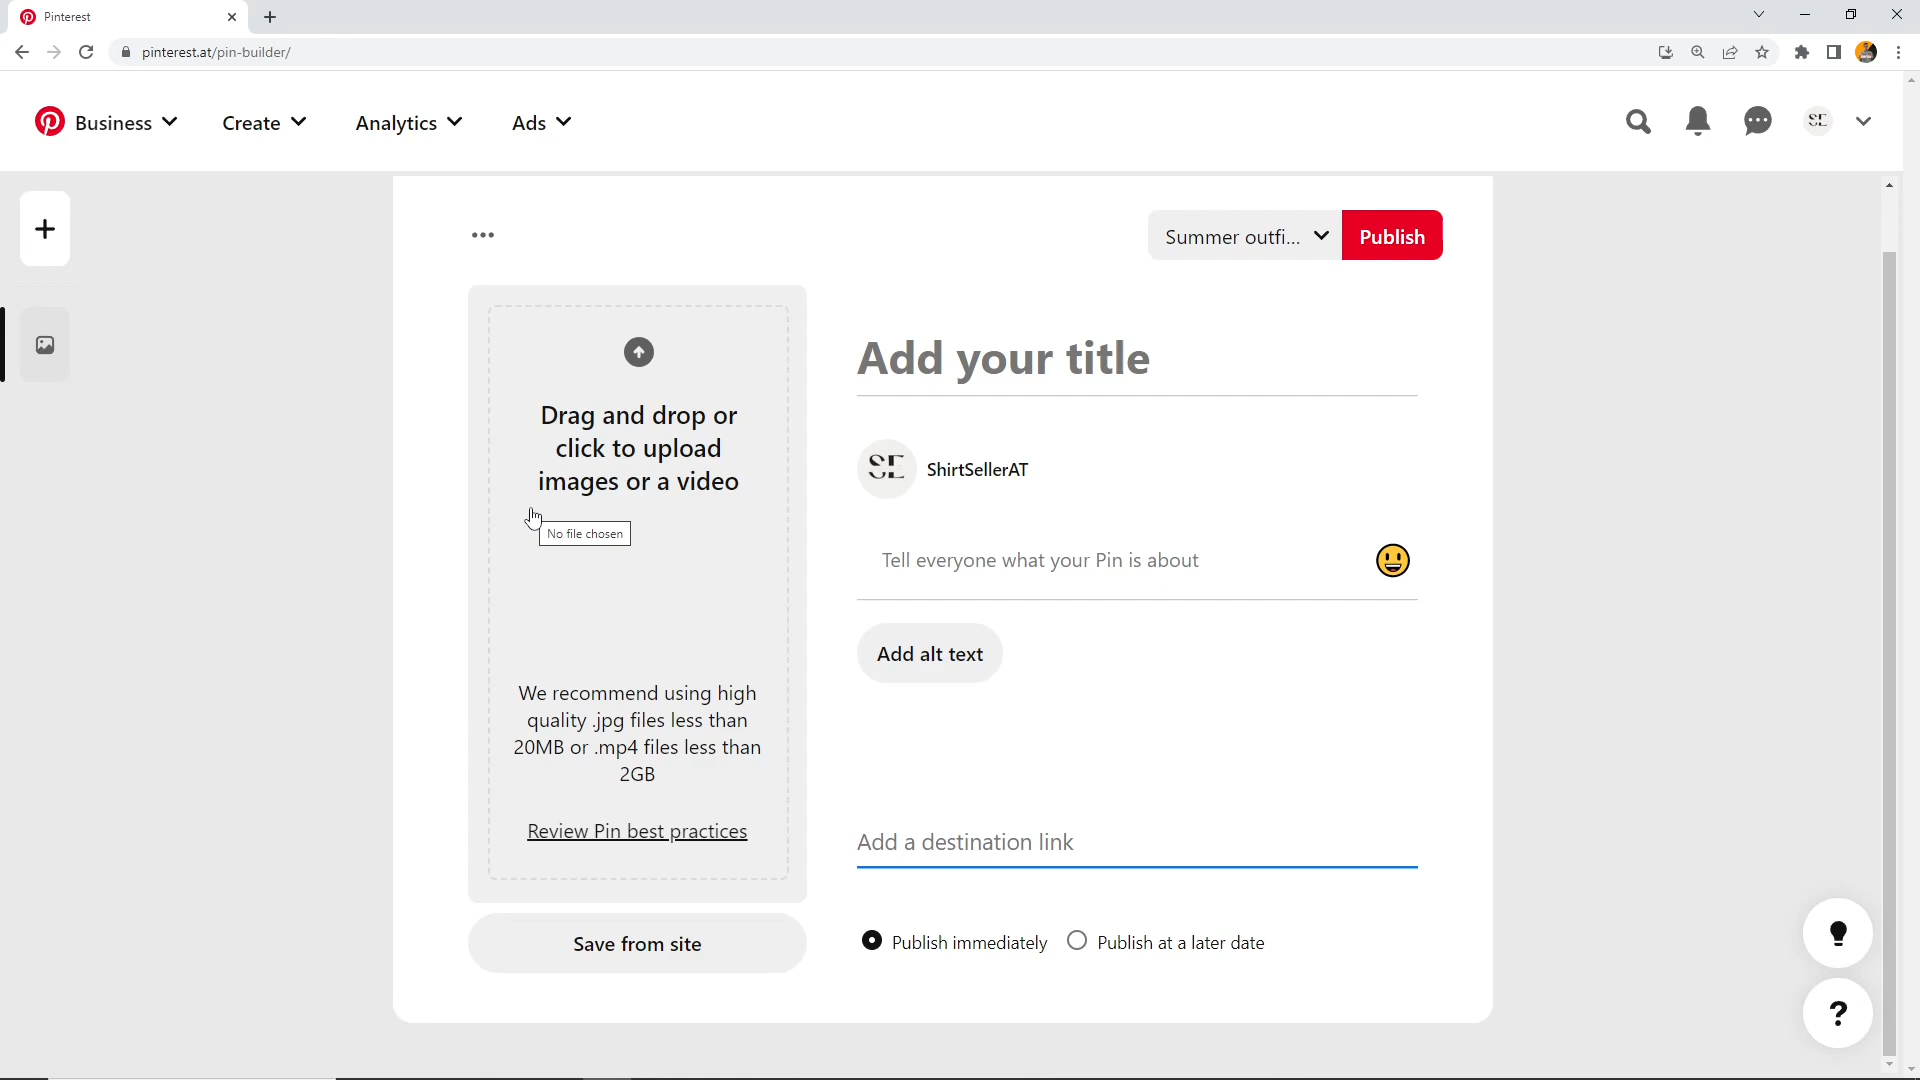 Pinterest
pinterest.at/pin-builder/
Business
Create
Analytics
Ads
SE
Summer outfi...
Publish
Drag and drop or
click to upload
images or a video
No file chosen
We recommend using high
quality .jpg files less than
20MB or .mp4 files less than
2GB
Review Pin best practices
Save from site
Add your title
SE
ShirtSellerAT
Tell everyone what your Pin is about
Add alt text
Add a destination link
Publish immediately
Publish at a later date
?